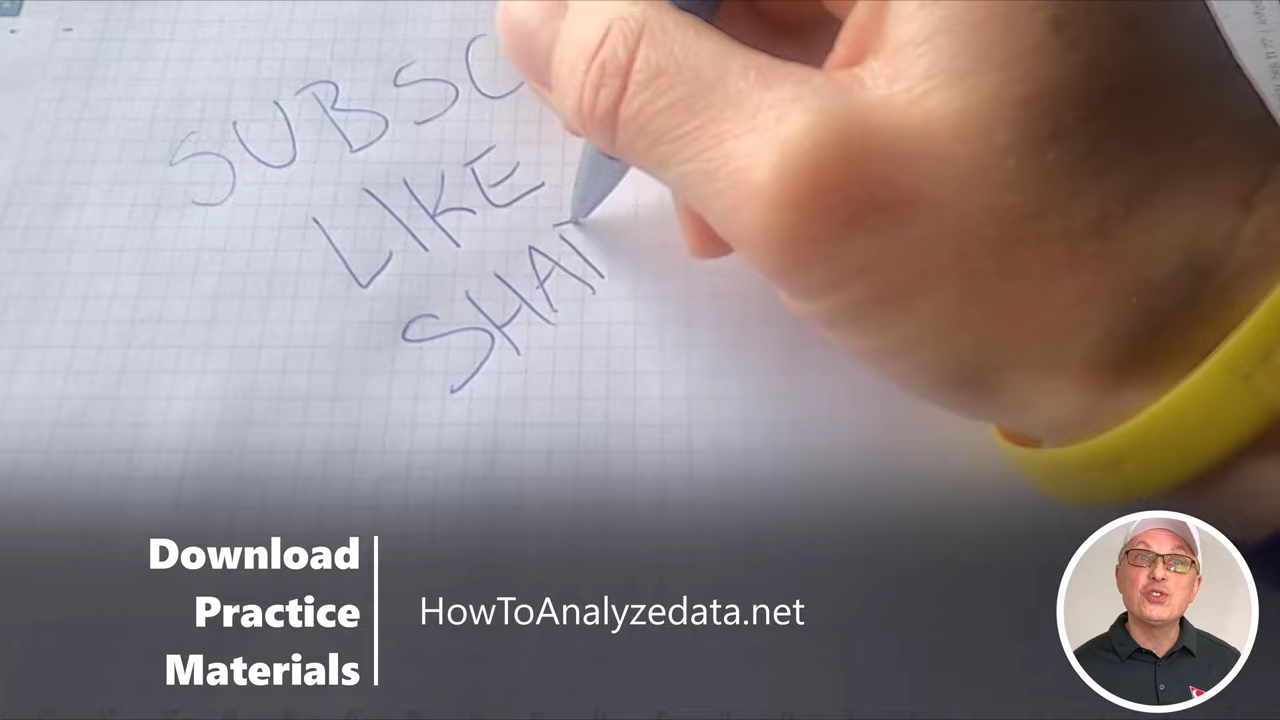 SUBSC
LIKE
SHA
Download
Practice
Materials
HowToAnalyzedata.net